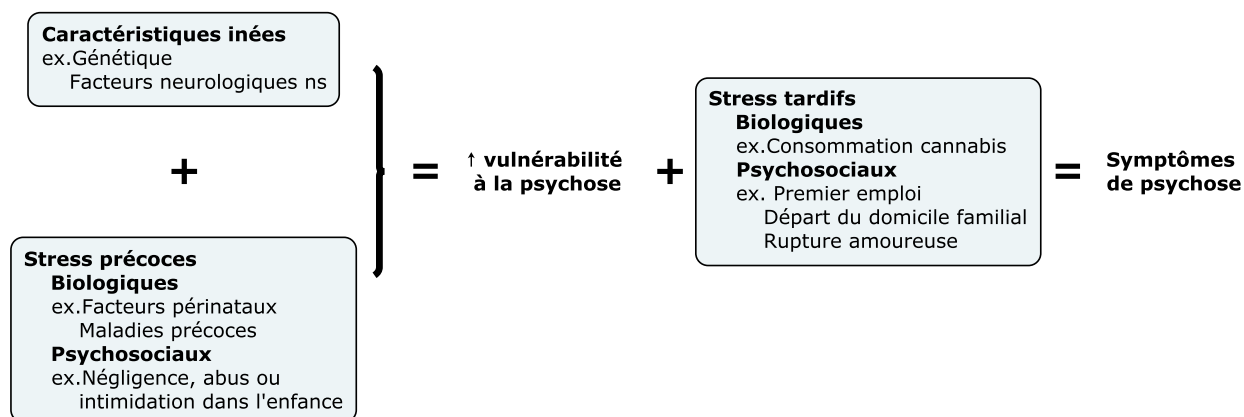 Caractéristiques inées
ex.Génétique
Facteurs neurologiques ns
+
Stress précoces
Biologiques
ex.Facteurs périnataux
Maladies précoces
Psychosociaux
ex.Négligence, abus ou
intimidation dans l'enfance
=
↑ vulnérabilité
à la psychose
+
Stress tardifs
Biologiques
ex.Consommation cannabis
Psychosociaux
ex. Premier emploi
Départ du domicile familial
Rupture amoureuse
=
Symptômes
de psychose